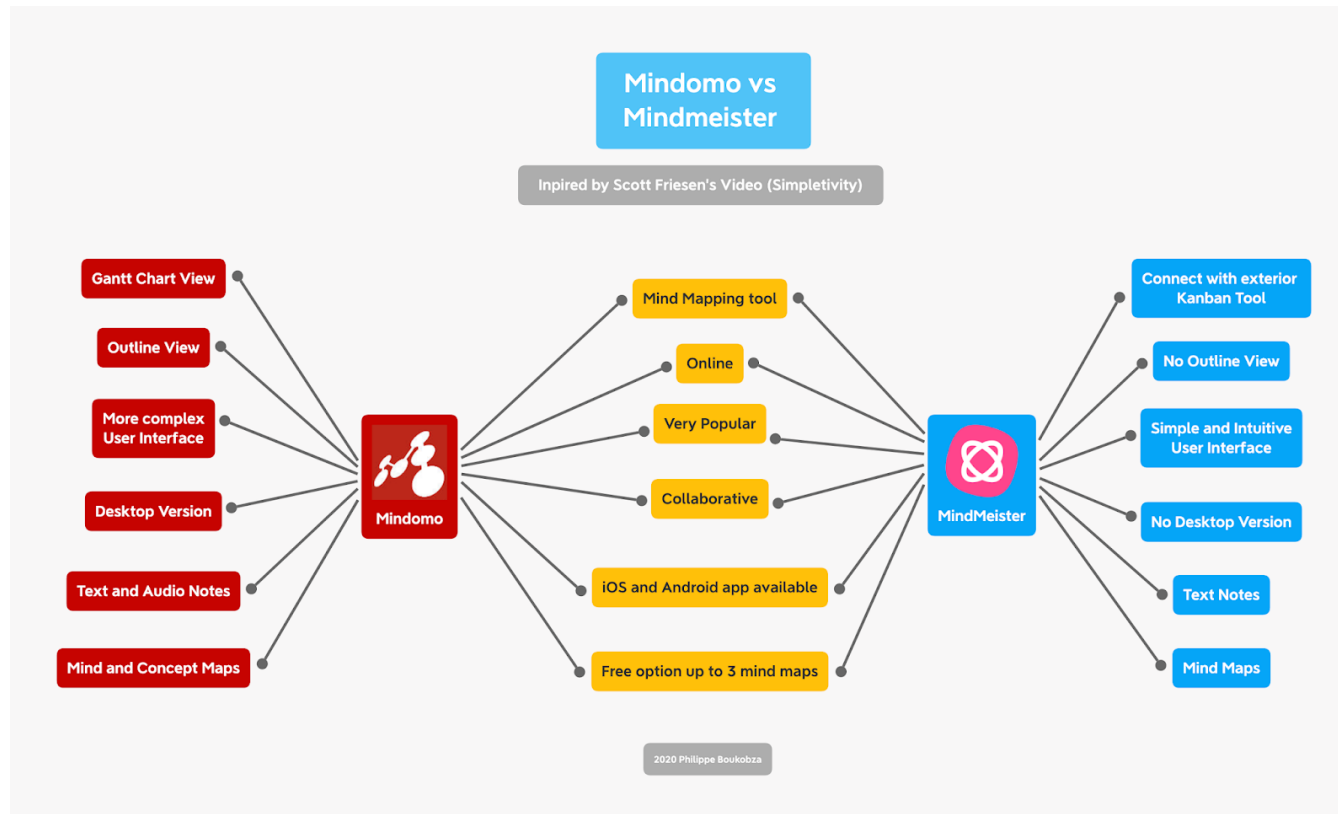 Mindomo vs
Mindmeister
Inpired by Scott Friesen's Video (Simpletivity)
Gantt Chart View
Outline View
More complex
User Interface
Desktop Version
Text and Audio Notes
Mind and Concept Maps
Mindomo
Mind Mapping tool
Online
Very Popular
Collaborative
iOS and Android app available
Free option up to 3 mind maps
MindMeister
Connect with exterior
Kanban Tool
No Outline View
Simple and Intuitive
User Interface
No Desktop Version
Text Notes
Mind Maps
2020 Philippe Boukobza